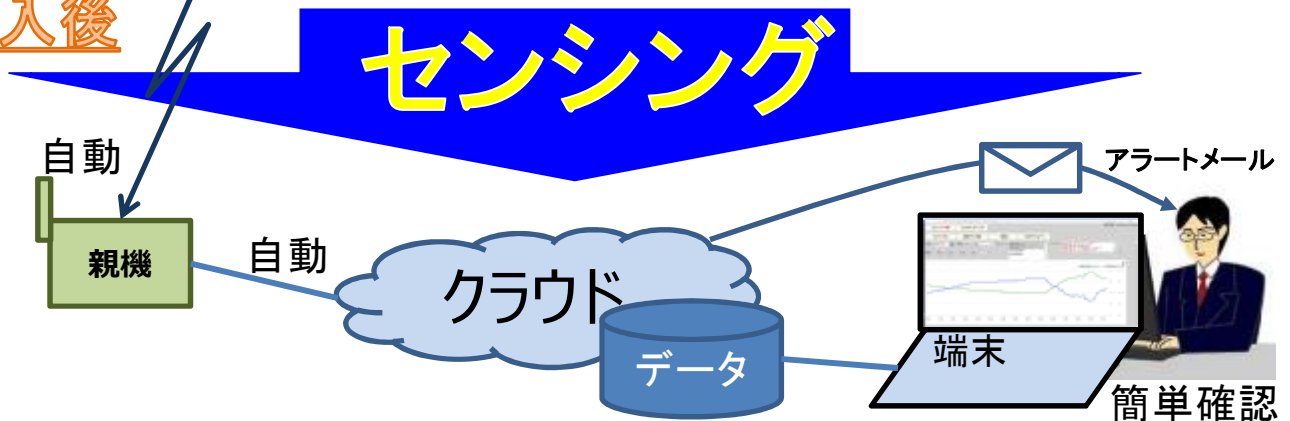 入後
センシング
自動
アラートメール
親機
自動
クラウド
データ
端末
簡単確認